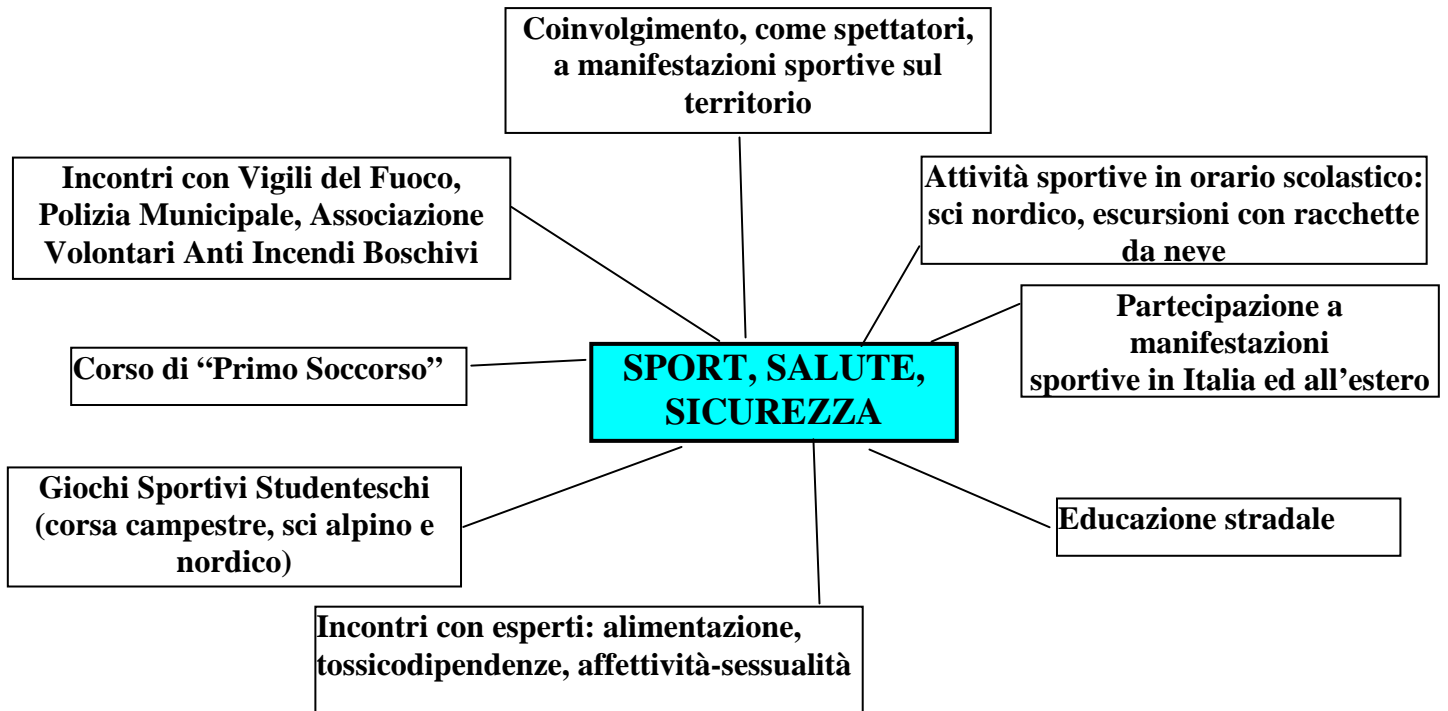 Coinvolgimento, come spettatori,
a manifestazioni sportive sul
territorio
Incontri con Vigili del Fuoco,
Polizia Municipale, Associazione
Volontari Anti Incendi Boschivi
Attività sportive in orario scolastico:
sci nordico, escursioni con racchette
da neve
Partecipazione a
manifestazioni
sportive in Italia ed all’estero
Corso di “Primo Soccorso”
SPORT, SALUTE,
SICUREZZA
Giochi Sportivi Studenteschi
(corsa campestre, sci alpino e
nordico)
Educazione stradale
Incontri con esperti: alimentazione,
tossicodipendenze, affettività-sessualità